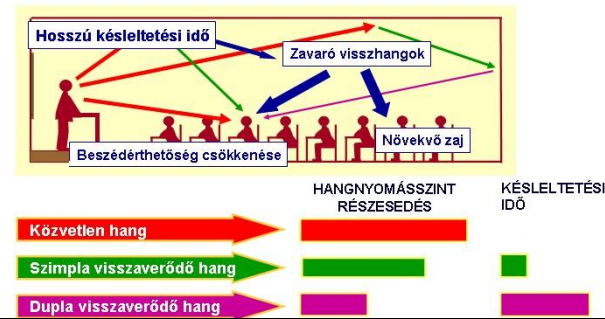 Hosszú késleltetési idő
Zavaró visszhangok
Beszédérthetőség csökkenése
Növekvő zaj
HANGNYOMÁSSZINT
RÉSZESEDÉS
KÉSLELTETÉSI
IDŐ
Közvetlen hang
Szimpla visszaverődő hang
Dupla visszaverődő hang